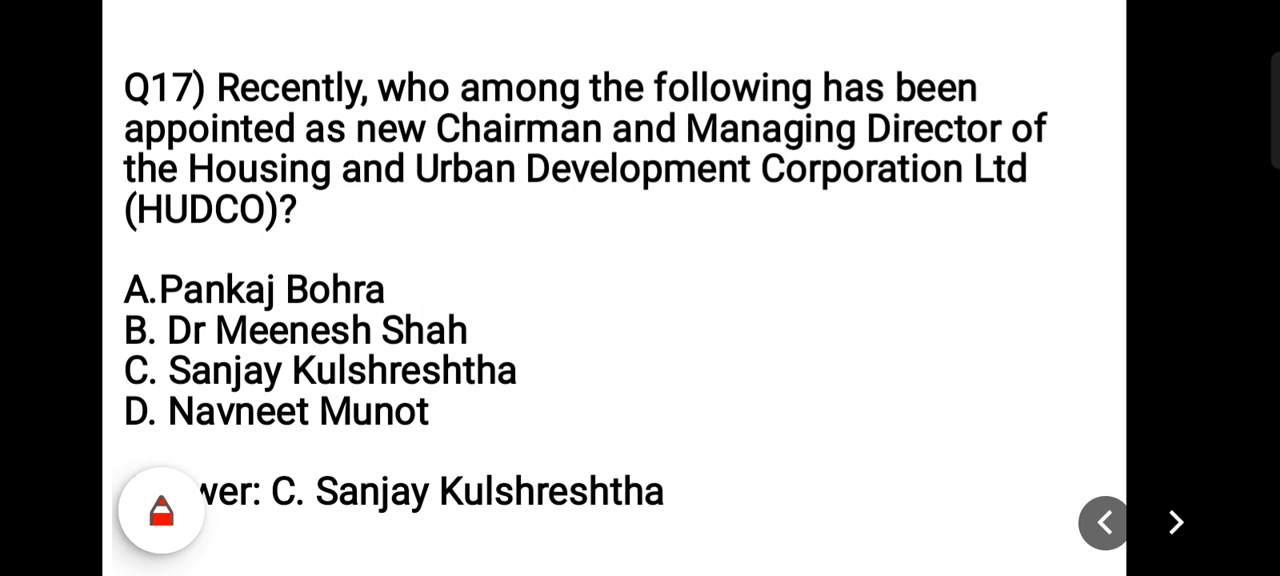 Q17) Recently, who among the following has been
appointed as new Chairman and Managing Director of
the Housing and Urban Development Corporation Ltd
(HUDCO)?
A.Pankaj Bohra
B. Dr Meenesh Shah
C. Sanjay Kulshreshtha
D. Navneet Munot
wer: C. Sanjay Kulshreshtha